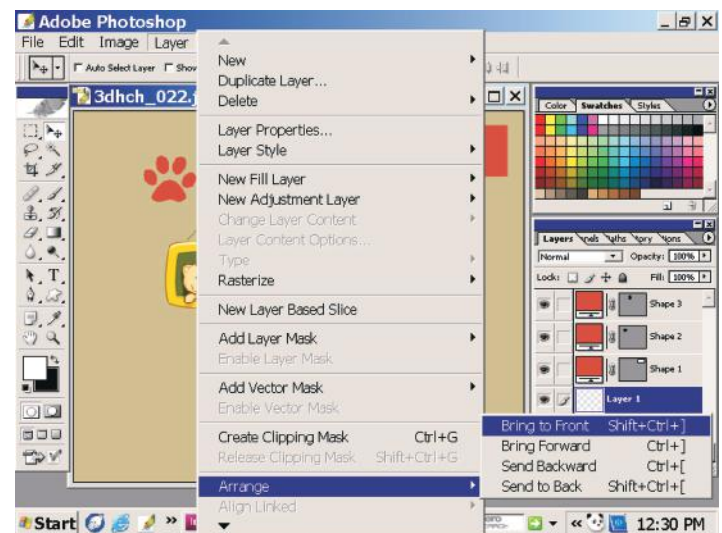 Adobe Photoshop
File Edit Image Layer
Auto Select Layer Show
3dhch_022.j
New
Duplicate Layer...
Delete
Layer Properties...
Layer Style
New Fill Layer
New Adjustment Layer
Change Layer Content
Layer Content Options...
Type
Rasterize
New Layer Based Slice
Add Layer Mask
Enable Layer Mask
Add Vector Mask
Enable Vector Mask
Create Clipping Mask Ctrl+G
Release Clipping Mask Shift+Ctrl+G
Arrange
Align Linked
Bring to Front Shift+Ctrl+]
Bring Forward Ctrl+]
Send Backward Ctrl+[
Send to Back Shift+Ctrl+[
Color Swatches Styles
Layers nels Paths tory tions
Normal Opacity: 100%
Lock: Fill: 100%
Shape 3
Shape 2
Shape 1
Layer 1
Start » « 12:30 PM